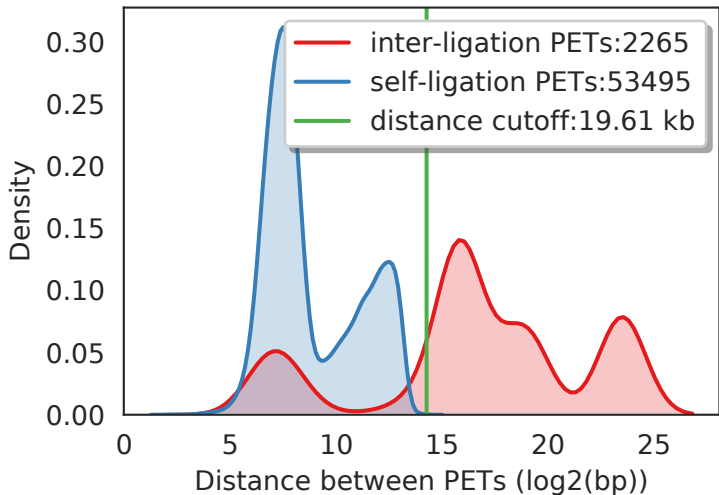 inter-ligation PETs:2265
self-ligation PETs:53495
distance cutoff:19.61 kb
Density
0.30
0.25
0.20
0.15
0.10
0.05
0.00
0 5 10 15 20 25
Distance between PETs (log2(bp))